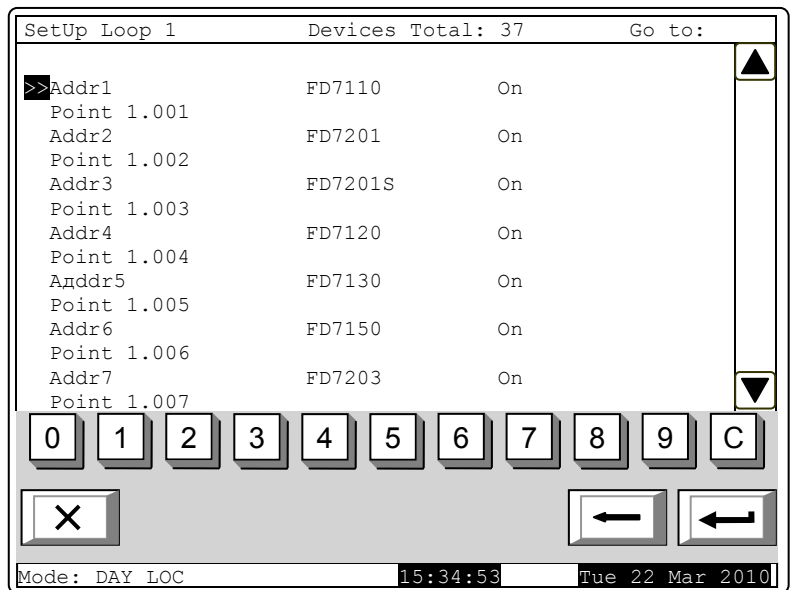 SetUp Loop 1 Devices Total: 37 Go to:
>>Addr1 FD7110 On
Point 1.001
Addr2 FD7201 On
Point 1.002
Addr3 FD7201S On
Point 1.003
Addr4 FD7120 On
Point 1.004
Aдddr5 FD7130 On
Point 1.005
Addr6 FD7150 On
Point 1.006
Addr7 FD7203 On
Point 1.007
0 1 2 3 4 5 6 7 8 9 C
Mode: DAY LOC 15:34:53 Tue 22 Mar 2010